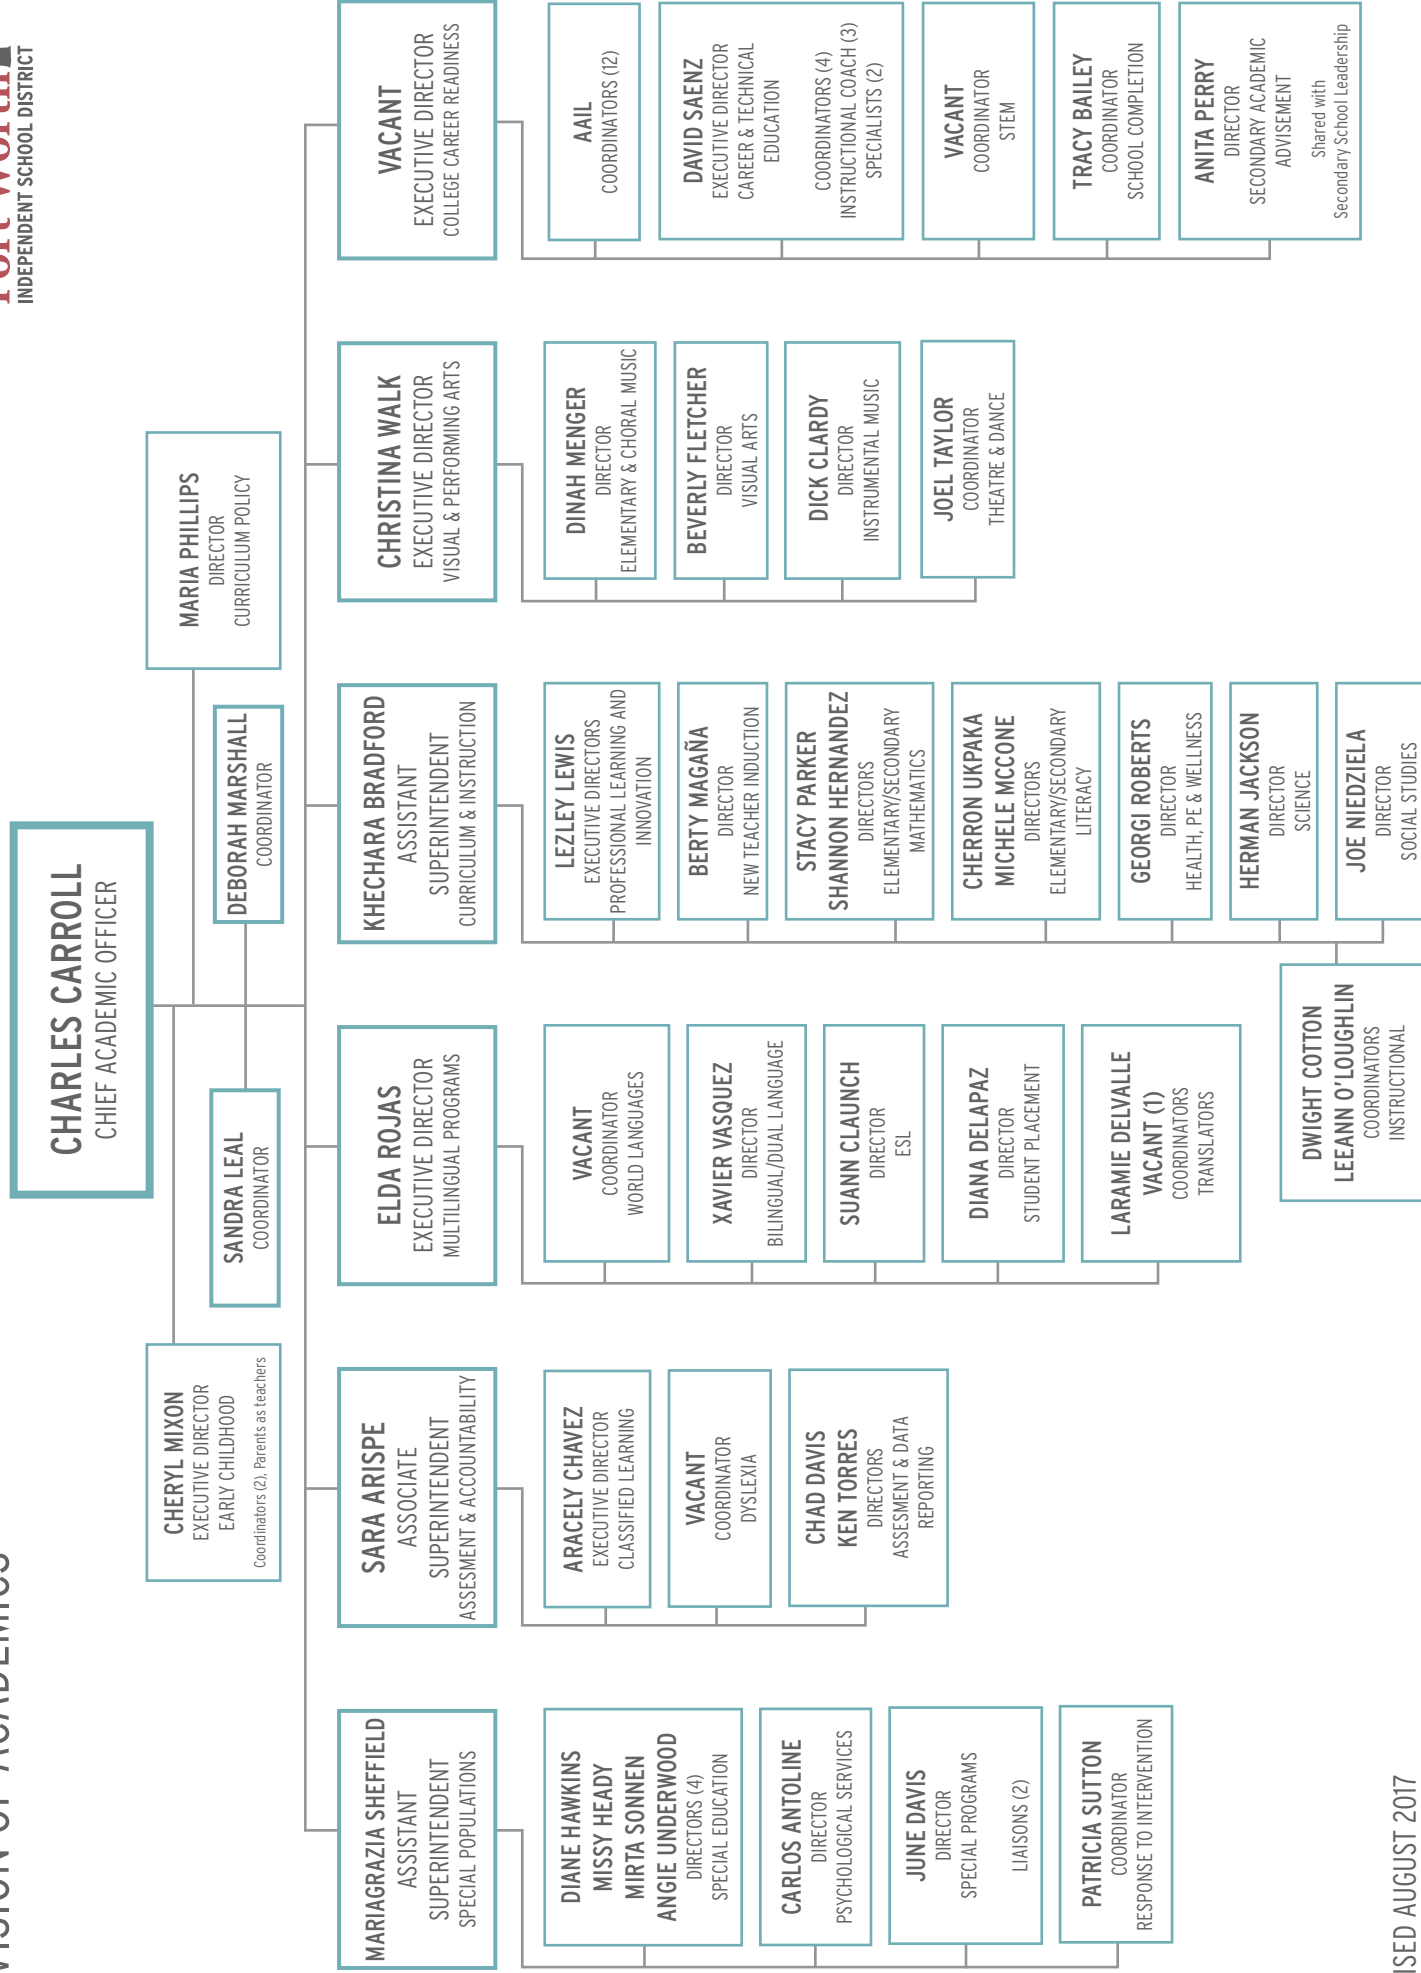 VISION OF ACADEMICS
Fort Worth
INDEPENDENT SCHOOL DISTRICT
CHARLES CARROLL
CHIEF ACADEMIC OFFICER
CHERYL MIXON
EXECUTIVE DIRECTOR
EARLY CHILDHOOD
Coordinators (2), Parents as teachers
MARIA PHILLIPS
DIRECTOR
CURRICULUM POLICY
SANDRA LEAL
COORDINATOR
DEBORAH MARSHALL
COORDINATOR
MARIAGRAZIA SHEFFIELD
ASSISTANT
SUPERINTENDENT
SPECIAL POPULATIONS
DIANE HAWKINS
MISSY HEADY
MIRTA SONNEN
ANGIE UNDERWOOD
DIRECTORS (4)
SPECIAL EDUCATION
CARLOS ANTOLINE
DIRECTOR
PSYCHOLOGICAL SERVICES
JUNE DAVIS
DIRECTOR
SPECIAL PROGRAMS
LIAISONS (2)
PATRICIA SUTTON
COORDINATOR
RESPONSE TO INTERVENTION
SARA ARISPE
ASSOCIATE
SUPERINTENDENT
ASSESMENT & ACCOUNTABILITY
ARACELY CHAVEZ
EXECUTIVE DIRECTOR
CLASSIFIED LEARNING
VACANT
COORDINATOR
DYSLEXIA
CHAD DAVIS
KEN TORRES
DIRECTORS
ASSESMENT & DATA
REPORTING
ELDA ROJAS
EXECUTIVE DIRECTOR
MULTILINGUAL PROGRAMS
VACANT
COORDINATOR
WORLD LANGUAGES
XAVIER VASQUEZ
DIRECTOR
BILINGUAL/DUAL LANGUAGE
SUANN CLAUNCH
DIRECTOR
ESL
DIANA DELAPAZ
DIRECTOR
STUDENT PLACEMENT
LARAMIE DELVALLE
VACANT (1)
COORDINATORS
TRANSLATORS
KHECHARA BRADFORD
ASSISTANT
SUPERINTENDENT
CURRICULUM & INSTRUCTION
LEZLEY LEWIS
EXECUTIVE DIRECTORS
PROFESSIONAL LEARNING AND
INNOVATION
BERTY MAGAÑA
DIRECTOR
NEW TEACHER INDUCTION
STACY PARKER
SHANNON HERNANDEZ
DIRECTORS
ELEMENTARY/SECONDARY
MATHEMATICS
CHERRON UKPAKA
MICHELE MCCONE
DIRECTORS
ELEMENTARY/SECONDARY
LITERACY
GEORGI ROBERTS
DIRECTOR
HEALTH, PE & WELLNESS
HERMAN JACKSON
DIRECTOR
SCIENCE
DWIGHT COTTON
LEEANN O'LOUGHLIN
COORDINATORS
INSTRUCTIONAL
JOE NIEDZIELA
DIRECTOR
SOCIAL STUDIES
CHRISTINA WALK
EXECUTIVE DIRECTOR
VISUAL & PERFORMING ARTS
DINAH MENGER
DIRECTOR
ELEMENTARY & CHORAL MUSIC
BEVERLY FLETCHER
DIRECTOR
VISUAL ARTS
DICK CLARDY
DIRECTOR
INSTRUMENTAL MUSIC
JOEL TAYLOR
COORDINATOR
THEATRE & DANCE
VACANT
EXECUTIVE DIRECTOR
COLLEGE CAREER READINESS
AAIL
COORDINATORS (12)
DAVID SAENZ
EXECUTIVE DIRECTOR
CAREER & TECHNICAL
EDUCATION
COORDINATORS (4)
INSTRUCTIONAL COACH (3)
SPECIALISTS (2)
VACANT
COORDINATOR
STEM
TRACY BAILEY
COORDINATOR
SCHOOL COMPLETION
ANITA PERRY
DIRECTOR
SECONDARY ACADEMIC
ADVISEMENT
Shared with
Secondary School Leadership
ISED AUGUST 2017